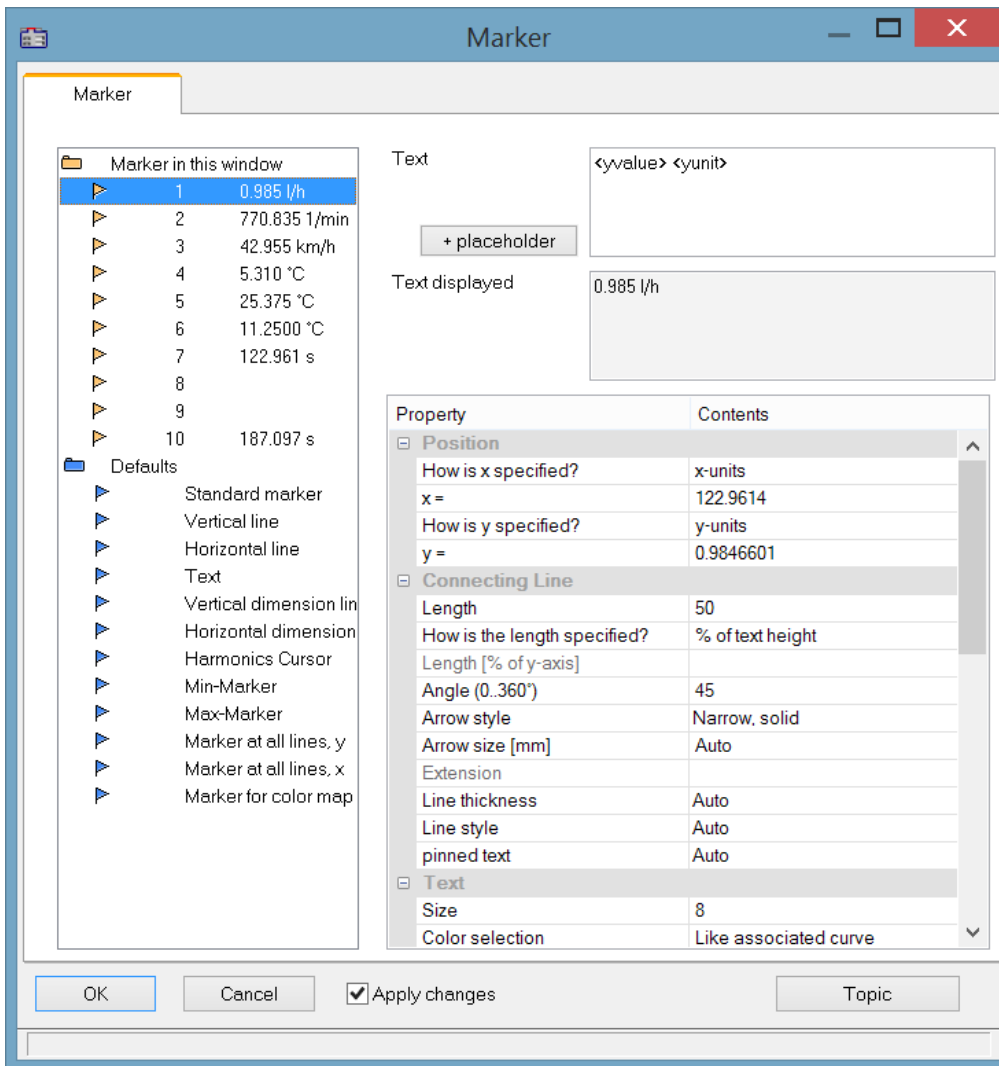 Marker
Marker
Marker in this window
1 0.985 l/h
2 770.835 1/min
3 42.955 km/h
4 5.310 °C
5 25.375 °C
6 11.2500 °C
7 122.961 s
8
9
10 187.097 s
Defaults
Standard marker
Vertical line
Horizontal line
Text
Vertical dimension lin
Horizontal dimension
Harmonics Cursor
Min-Marker
Max-Marker
Marker at all lines, y
Marker at all lines, x
Marker for color map
Text
<yvalue> <yunit>
+ placeholder
Text displayed
0.985 l/h
Property Contents
Position
How is x specified? x-units
x = 122.9614
How is y specified? y-units
y = 0.9846601
Connecting Line
Length 50
How is the length specified? % of text height
Length [% of y-axis]
Angle (0..360°) 45
Arrow style Narrow, solid
Arrow size [mm] Auto
Extension
Line thickness Auto
Line style Auto
pinned text Auto
Text
Size 8
Color selection Like associated curve
OK Cancel Apply changes Topic